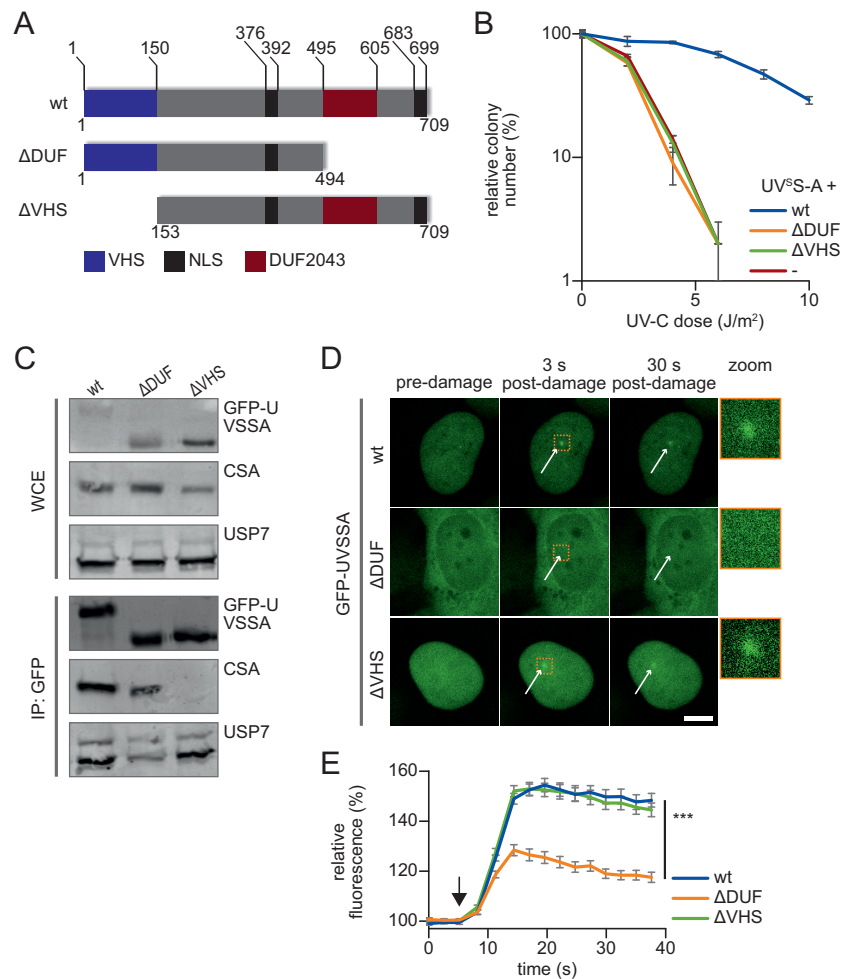 A
1 150 376 392 495 605 683 699
wt
1 709
ΔDUF
1 494
ΔVHS
153 709
VHS NLS DUF2043
B
relative colony
number (%)
100
10
1
0 5 10
UV-C dose (J/m²)
UVˢS-A +
wt
ΔDUF
ΔVHS
-
C
wt ΔDUF ΔVHS
WCE
GFP-U
VSSA
CSA
USP7
IP: GFP
GFP-U
VSSA
CSA
USP7
D
pre-damage
3 s
post-damage
30 s
post-damage
zoom
GFP-UVSSA
wt
ΔDUF
ΔVHS
E
relative
fluorescence (%)
160
140
120
100
0 10 20 30 40
time (s)
***
wt
ΔDUF
ΔVHS